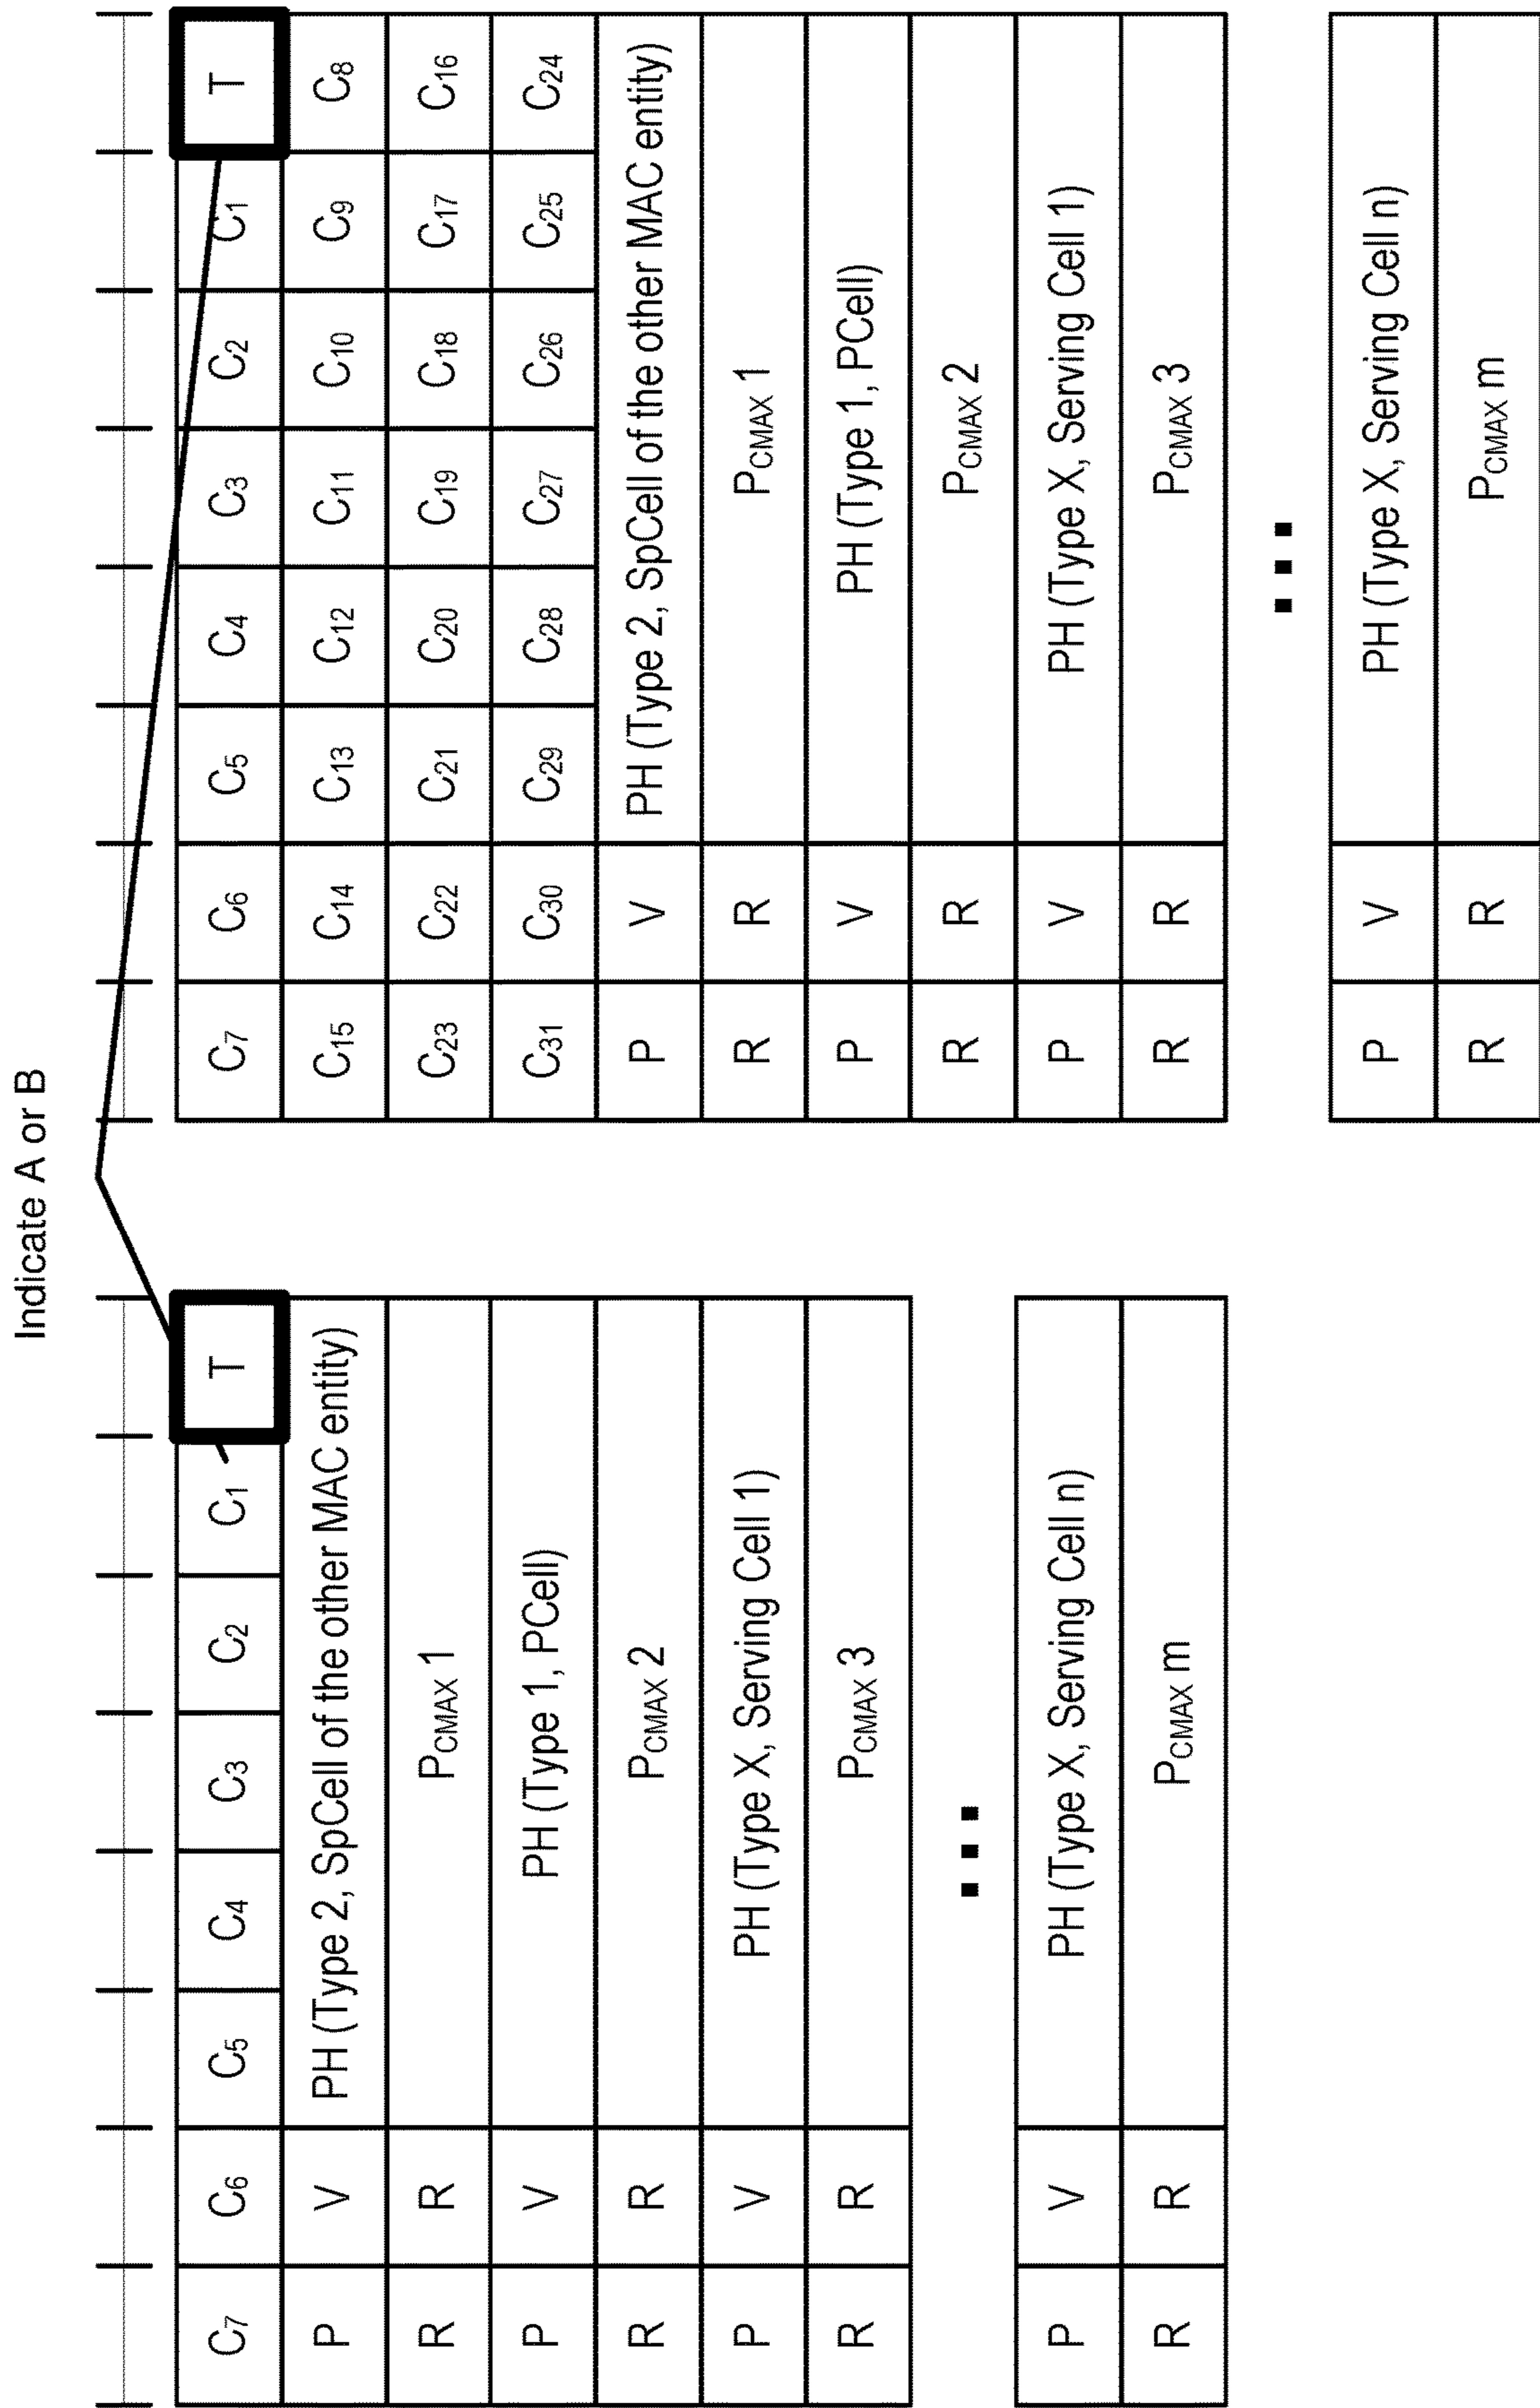 Indicate A or B
C7 C6 C5 C4 C3 C2 C1 T
P V PH (Type 2, SpCell of the other MAC entity)
R R PCMAX 1
P V PH (Type 1, PCell)
R R PCMAX 2
P V PH (Type X, Serving Cell 1)
R R PCMAX 3
...
P V PH (Type X, Serving Cell n)
R R PCMAX m
C7 C6 C5 C4 C3 C2 C1 T
C15 C14 C13 C12 C11 C10 C9 C8
C23 C22 C21 C20 C19 C18 C17 C16
C31 C30 C29 C28 C27 C26 C25 C24
P V PH (Type 2, SpCell of the other MAC entity)
R R PCMAX 1
P V PH (Type 1, PCell)
R R PCMAX 2
P V PH (Type X, Serving Cell 1)
R R PCMAX 3
...
P V PH (Type X, Serving Cell n)
R R PCMAX m